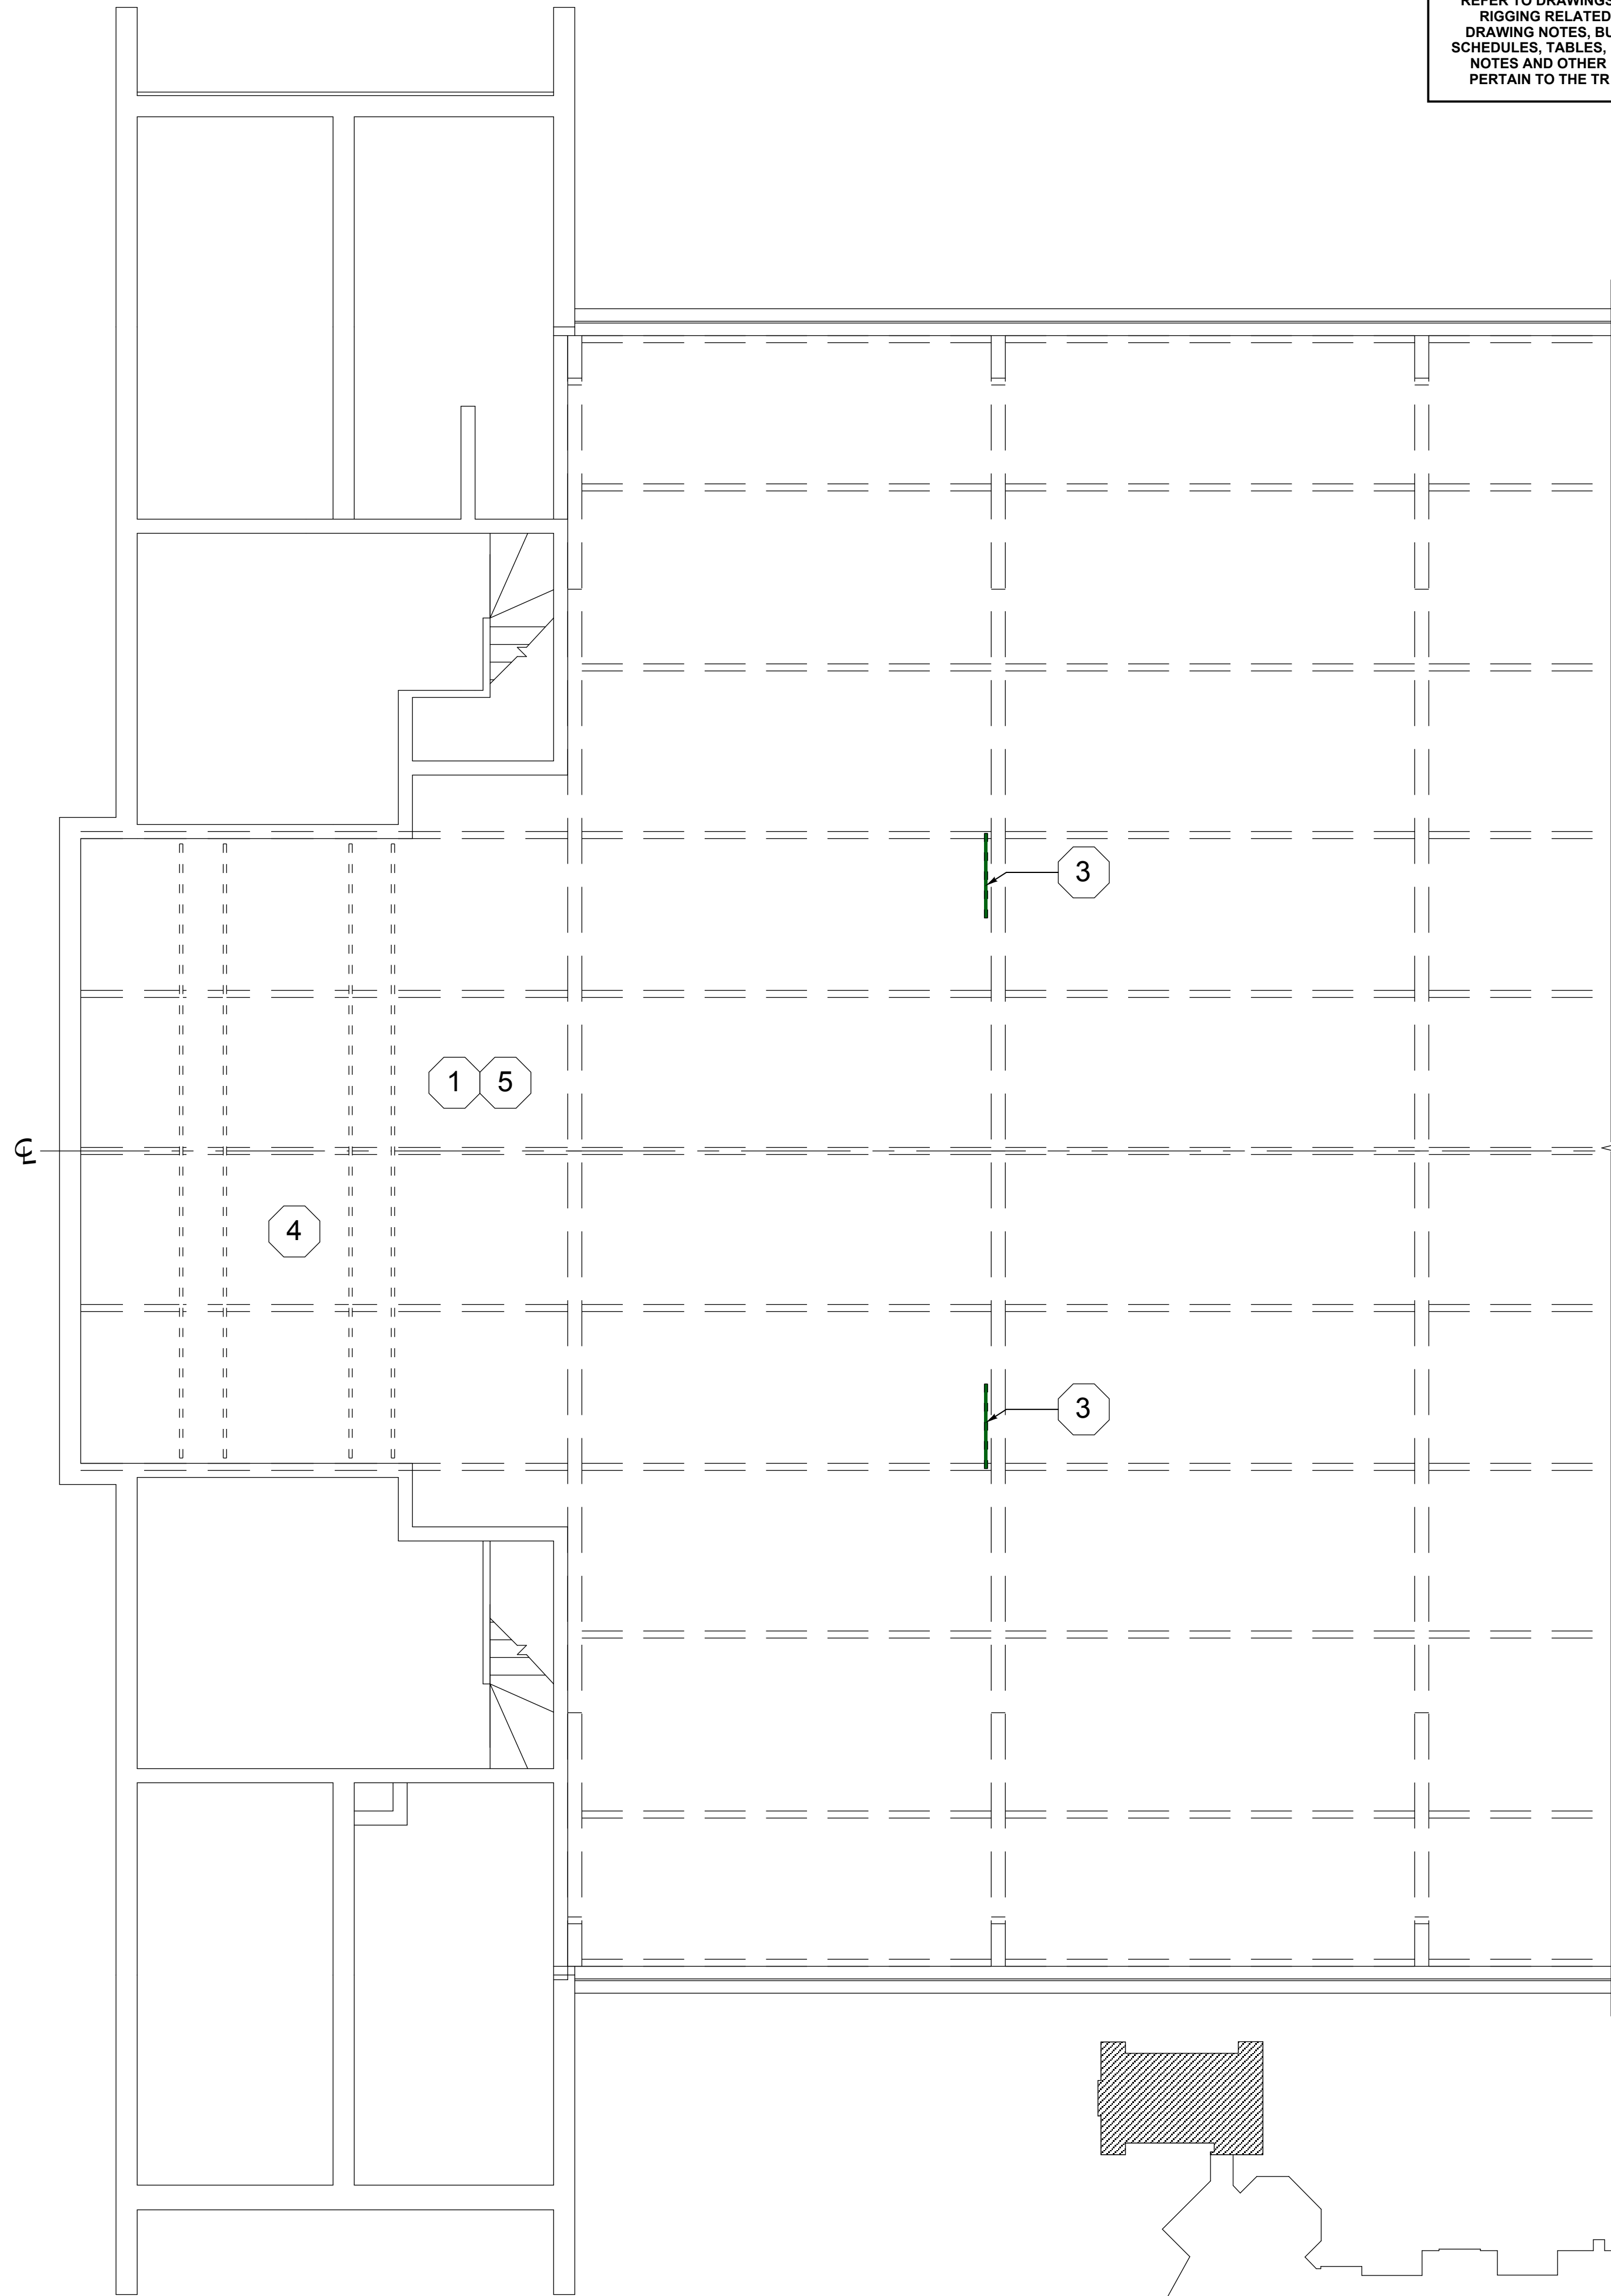 REFER TO DRAWINGS
RIGGING RELATED
DRAWING NOTES, BU
SCHEDULES, TABLES,
NOTES AND OTHER
PERTAIN TO THE TR
3
1 5
℄
4
3